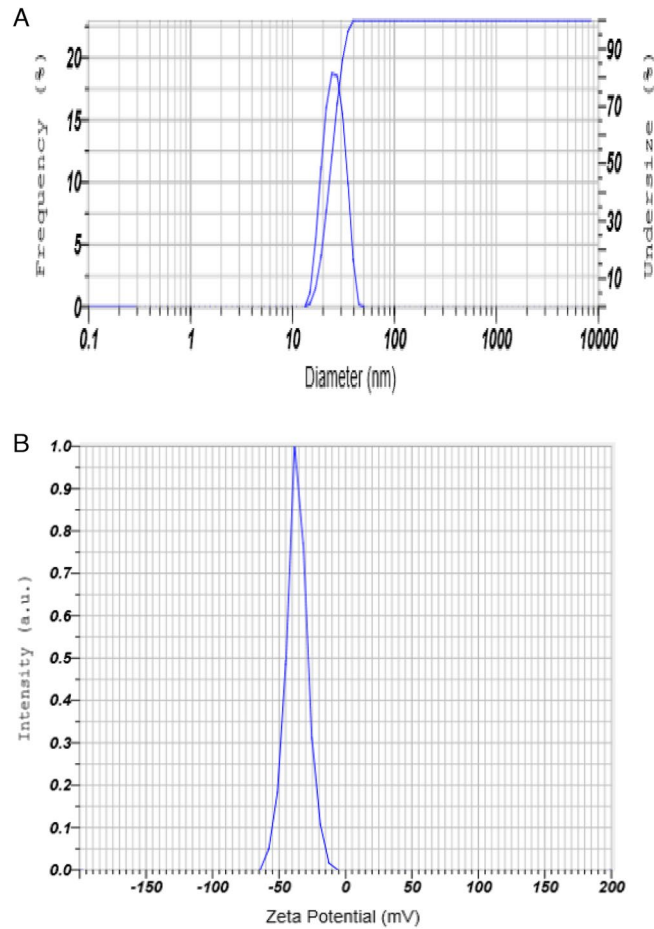 A
Frequency (%)
20
15
10
5
0
90
70
50
30
10
Undersize (%)
0.1 1 10 100 1000 10000
Diameter (nm)
B
Intensity (a.u.)
1.0
0.9
0.8
0.7
0.6
0.5
0.4
0.3
0.2
0.1
0.0
-150 -100 -50 0 50 100 150 200
Zeta Potential (mV)